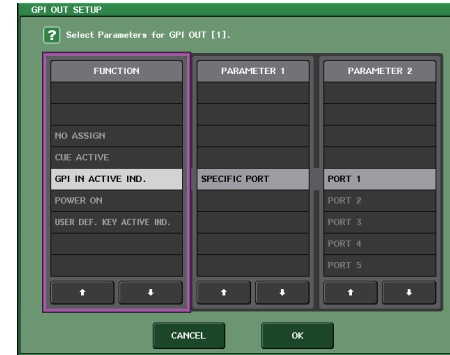 GPI OUT SETUP
? Select Parameters for GPI OUT [1].
FUNCTION PARAMETER 1 PARAMETER 2
NO ASSIGN
CUE ACTIVE
GPI IN ACTIVE IND. SPECIFIC PORT PORT 1
POWER ON PORT 2
USER DEF. KEY ACTIVE IND. PORT 3
PORT 4
PORT 5
CANCEL OK